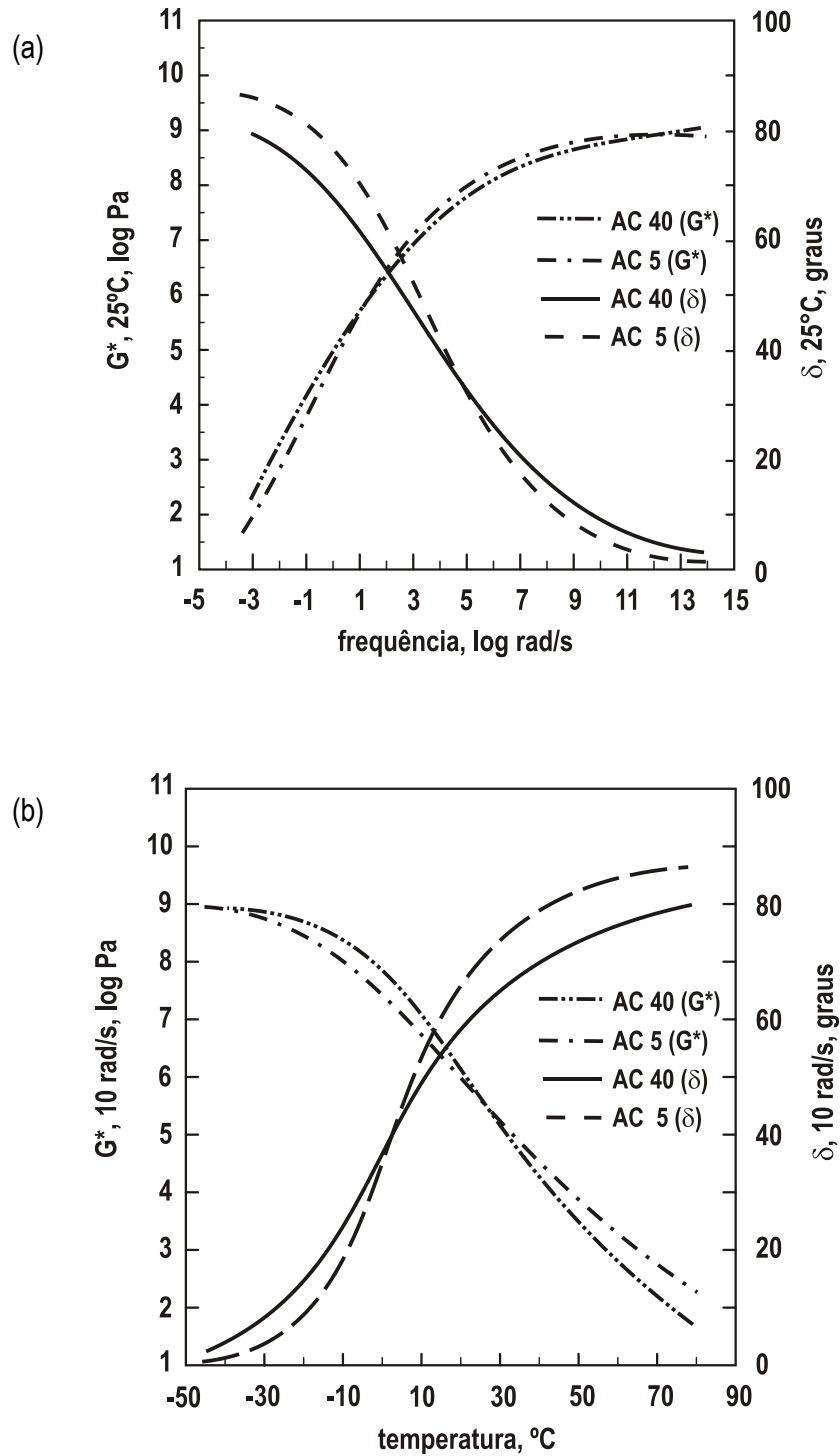 (a)
11
10
9
8
7
6
5
4
3
2
1
G*, 25ºC, log Pa
100
80
60
40
20
0
δ, 25°C, graus
AC 40 (G*)
AC 5 (G*)
AC 40 (δ)
AC 5 (δ)
-5 -3 -1 1 3 5 7 9 11 13 15
frequência, log rad/s
(b)
11
10
9
8
7
6
5
4
3
2
1
G*, 10 rad/s, log Pa
100
80
60
40
20
0
δ, 10 rad/s, graus
AC 40 (G*)
AC 5 (G*)
AC 40 (δ)
AC 5 (δ)
-50 -30 -10 10 30 50 70 90
temperatura, ºC